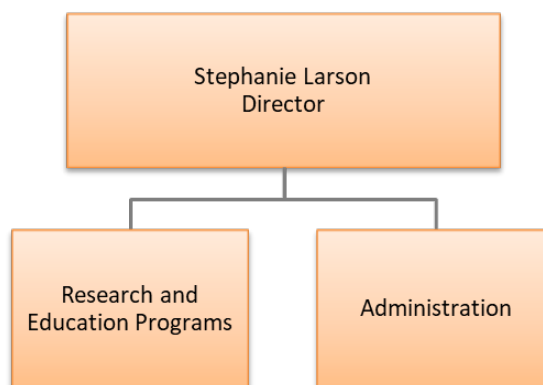 Stephanie Larson
Director
Research and
Education Programs
Administration